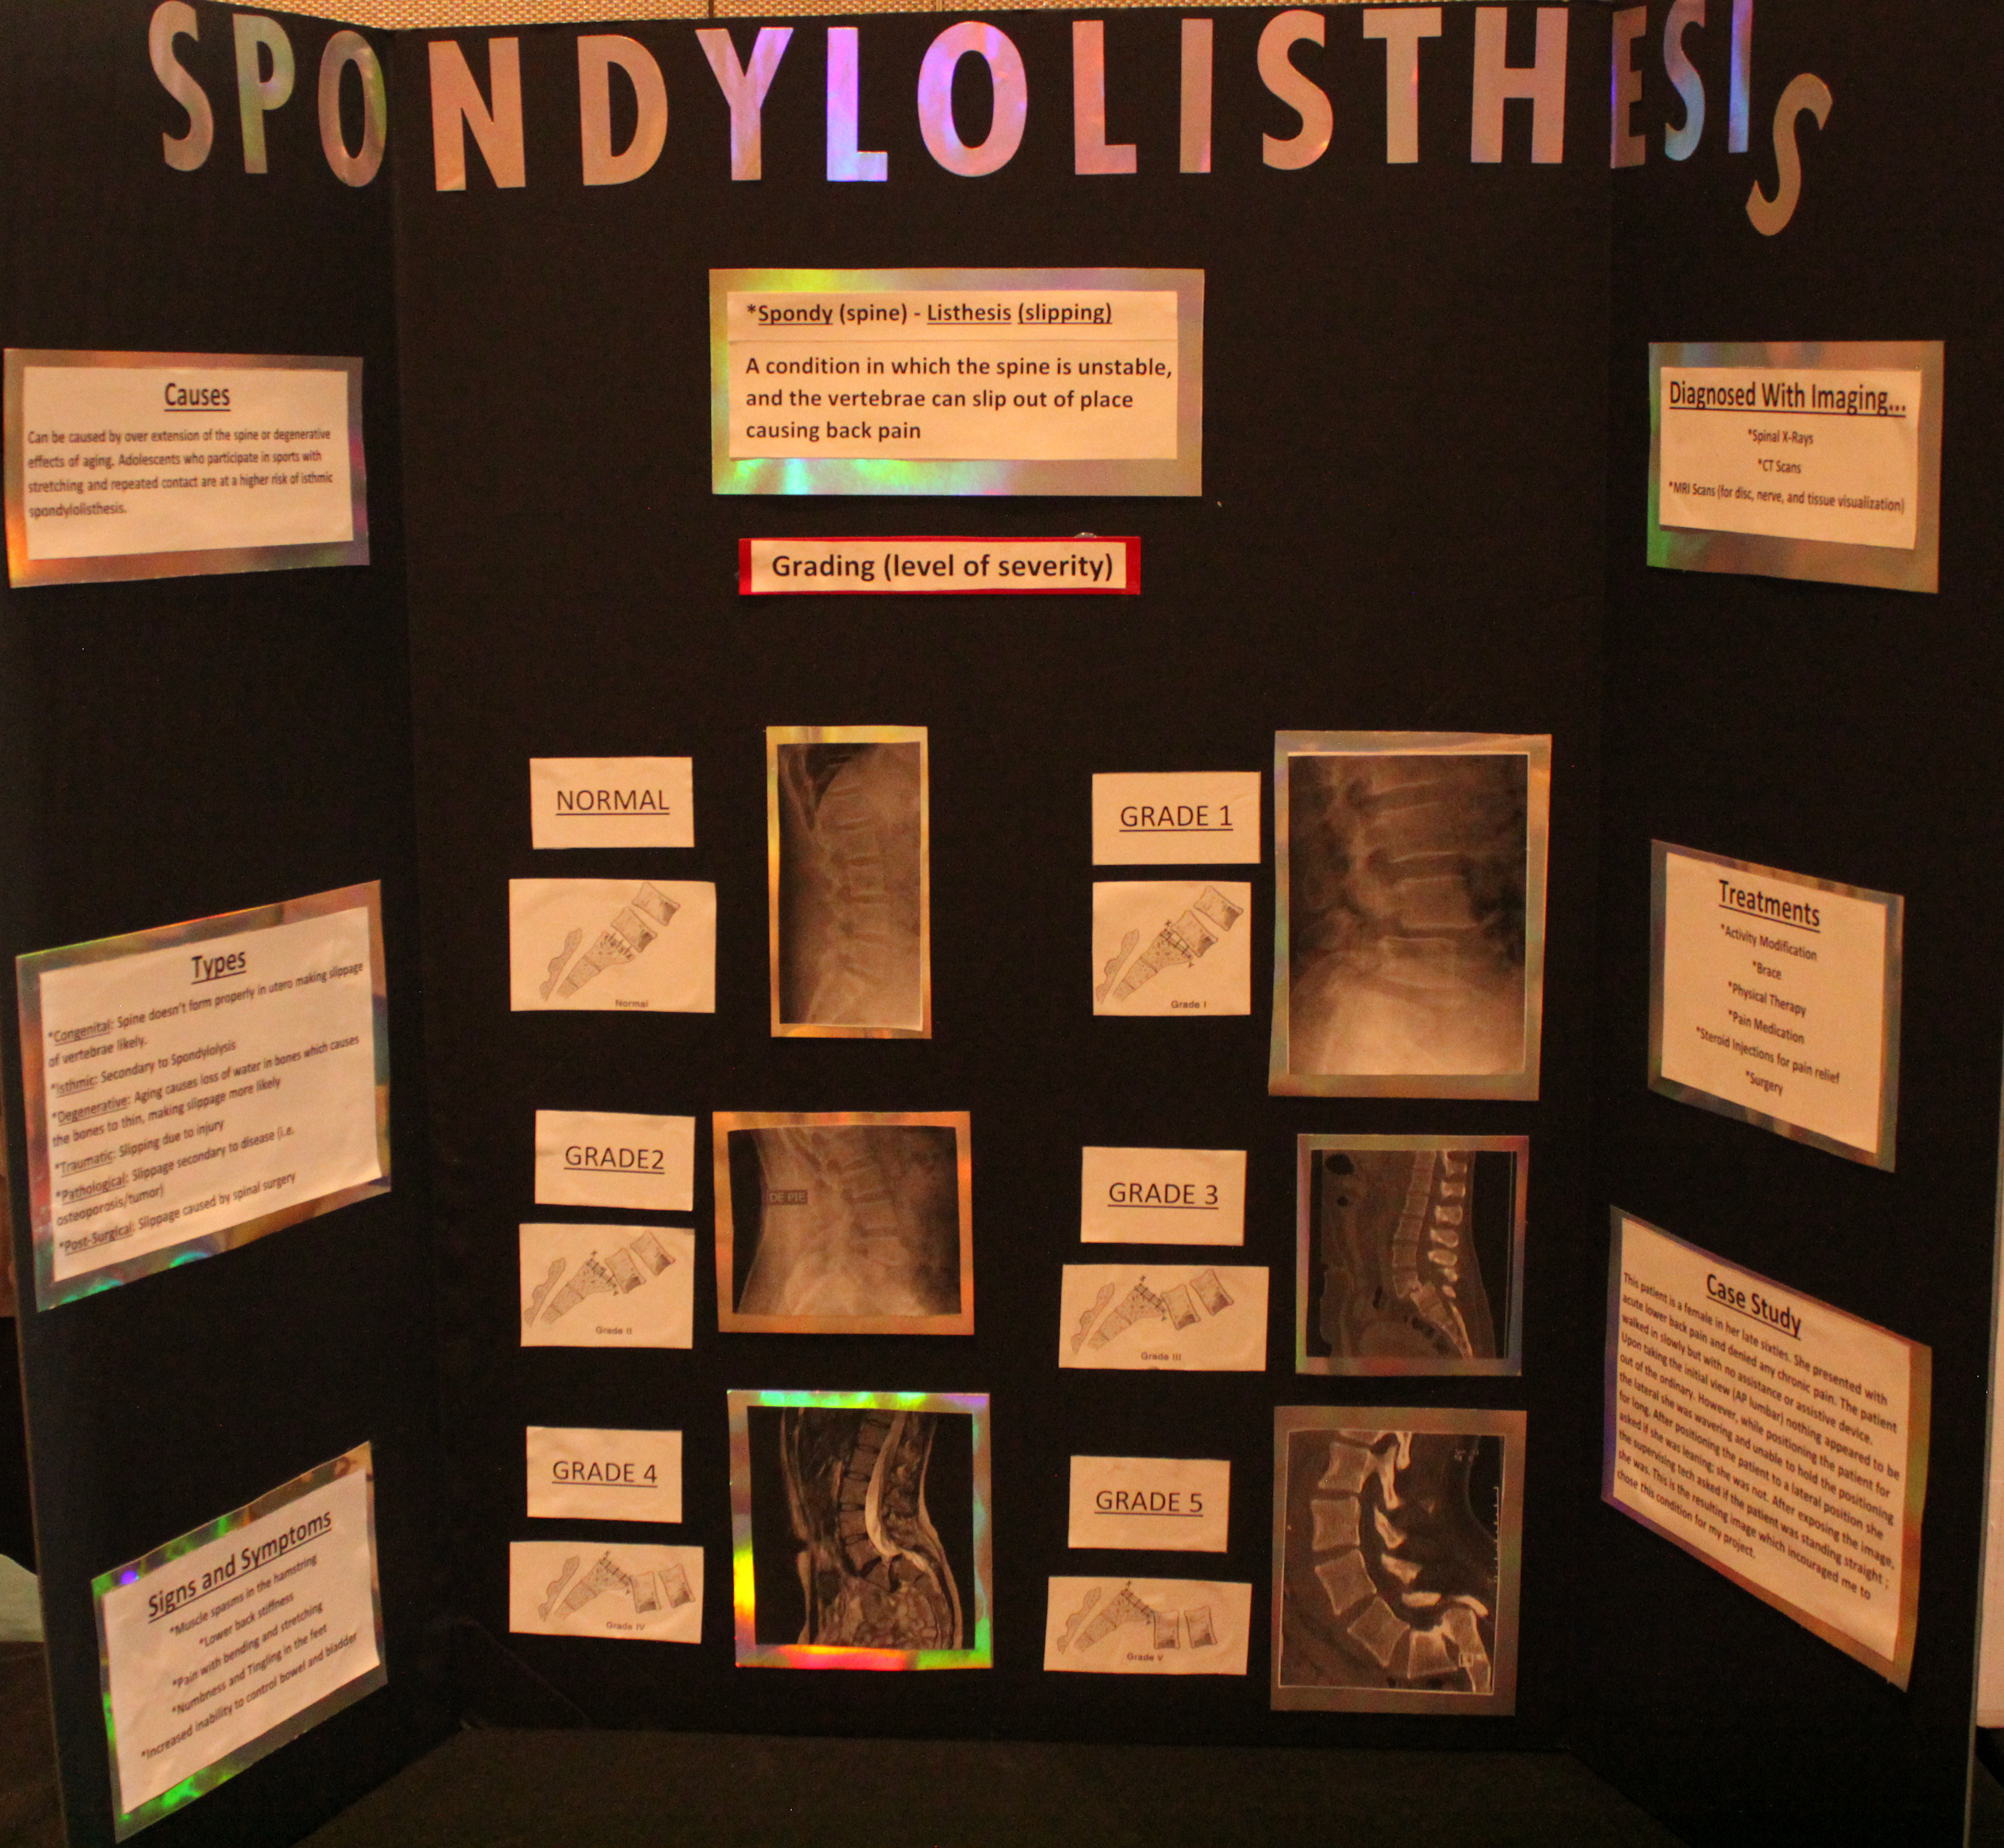 SPONDYLOLISTHESIS
*Spondy (spine) - Listhesis (slipping)
A condition in which the spine is unstable,
and the vertebrae can slip out of place
causing back pain
Causes
Can be caused by over extension of the spine or degenerative
effects of aging. Adolescents who participate in sports with
stretching and repeated contact are at a higher risk of isthmic
spondylolisthesis.
Types
*Congenital: Spine doesn't form properly in utero making slippage
of vertebrae likely.
*Isthmic: Secondary to Spondylolysis
*Degenerative: Aging causes loss of water in bones which causes
the bones to thin, making slippage more likely
*Traumatic: Slipping due to injury
*Pathological: Slippage secondary to disease (i.e.
osteoporosis/tumor)
*Post-Surgical: Slippage caused by spinal surgery
Signs and Symptoms
*Muscle spasms in the hamstring
*Lower back stiffness
*Pain with bending and stretching
*Numbness and Tingling in the feet
*Increased inability to control bowel and bladder
Grading (level of severity)
NORMAL
Normal
GRADE 1
Grade I
GRADE2
Grade II
DE PIE
GRADE 3
Grade III
GRADE 4
Grade IV
GRADE 5
Grade V
Diagnosed With Imaging...
*Spinal X-Rays
*CT Scans
*MRI Scans (for disc, nerve, and tissue visualization)
Treatments
*Activity Modification
*Brace
*Physical Therapy
*Pain Medication
*Steroid Injections for pain relief
*Surgery
Case Study
This patient is a female in her late sixties. She presented with
acute lower back pain and denied any chronic pain. The patient
walked in slowly but with no assistance or assistive device.
Upon taking the initial view (AP lumbar) nothing appeared to be
out of the ordinary. However, while positioning the patient for
the lateral she was wavering and unable to hold the positioning
for long. After positioning the patient to a lateral position she
asked if she was leaning; she was not. After exposing the image,
the supervising tech asked if the patient was standing straight ;
she was. This is the resulting image which incouraged me to
chose this condition for my project.